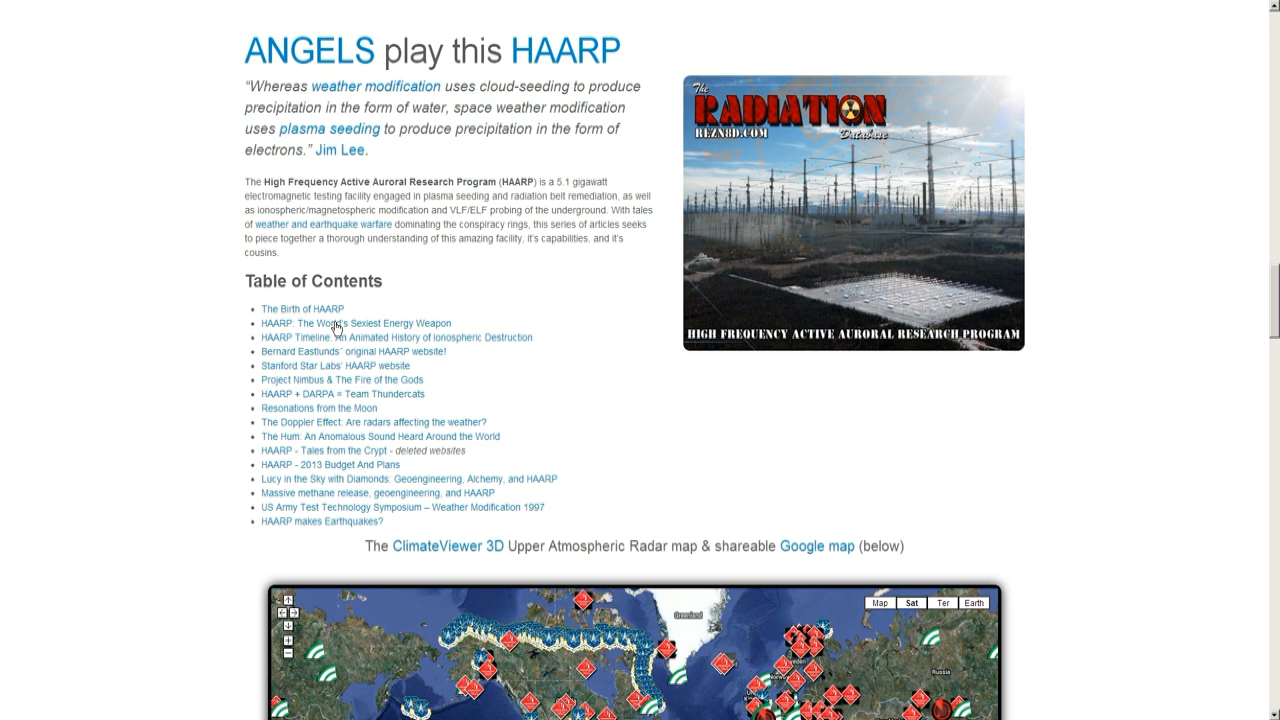 ANGELS play this HAARP
“Whereas weather modification uses cloud-seeding to produce
precipitation in the form of water, space weather modification
uses plasma seeding to produce precipitation in the form of
electrons.” Jim Lee.
The High Frequency Active Auroral Research Program (HAARP) is a 5.1 gigawatt
electromagnetic testing facility engaged in plasma seeding and radiation belt remediation, as well
as ionospheric/magnetospheric modification and VLF/ELF probing of the underground. With tales
of weather and earthquake warfare dominating the conspiracy rings, this series of articles seeks
to piece together a thorough understanding of this amazing facility, it's capabilities, and it's
cousins.
The
RADIATION
REZN8D.COM
Database
HIGH FREQUENCY ACTIVE AURORAL RESEARCH PROGRAM
Table of Contents
The Birth of HAARP
HAARP: The World's Sexiest Energy Weapon
HAARP Timeline: An Animated History of Ionospheric Destruction
Bernard Eastlunds` original HAARP website!
Stanford Star Labs' HAARP website
Project Nimbus & The Fire of the Gods
HAARP + DARPA = Team Thundercats
Resonations from the Moon
The Doppler Effect: Are radars affecting the weather?
The Hum: An Anomalous Sound Heard Around the World
HAARP - Tales from the Crypt - deleted websites
HAARP - 2013 Budget And Plans
Lucy in the Sky with Diamonds: Geoengineering, Alchemy, and HAARP
Massive methane release, geoengineering, and HAARP
US Army Test Technology Symposium – Weather Modification 1997
HAARP makes Earthquakes?
The ClimateViewer 3D Upper Atmospheric Radar map & shareable Google map (below)
Map Sat Ter Earth
Greenland
Russia